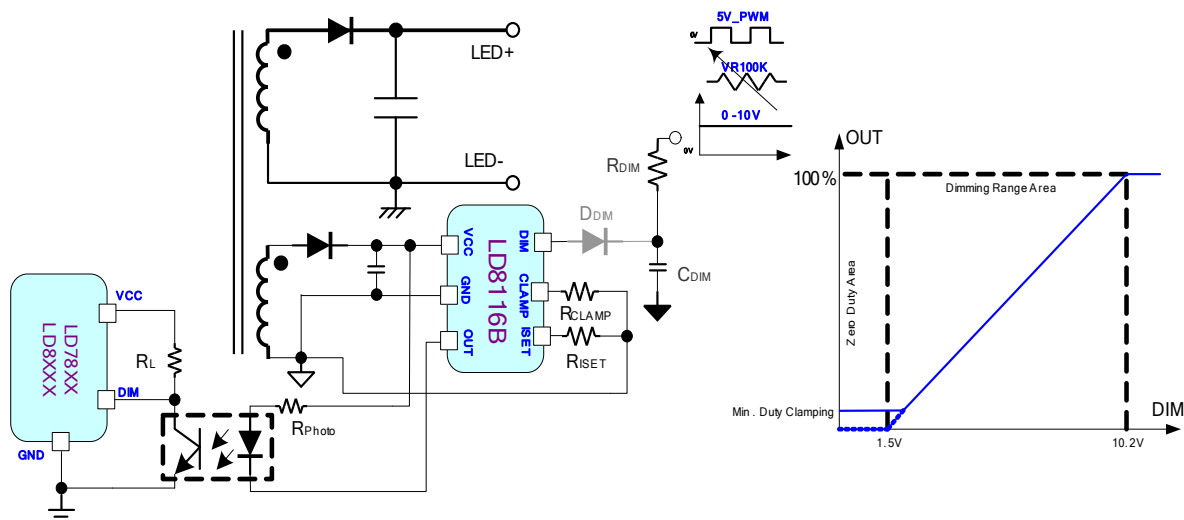 5V_PWM
0V
VR100K
0 -10V
0V
LED+
LED-
RDIM
DDIM
CDIM
VCC
GND
OUT
LD8116B
DIM
CLAMP
ISET
RCLAMP
RISET
VCC
LD78XX
LD8XXX
RL
DIM
GND
RPhoto
OUT
100 %
Dimming Range Area
Zero Duty Area
Min . Duty Clamping
DIM
1.5V
10.2V